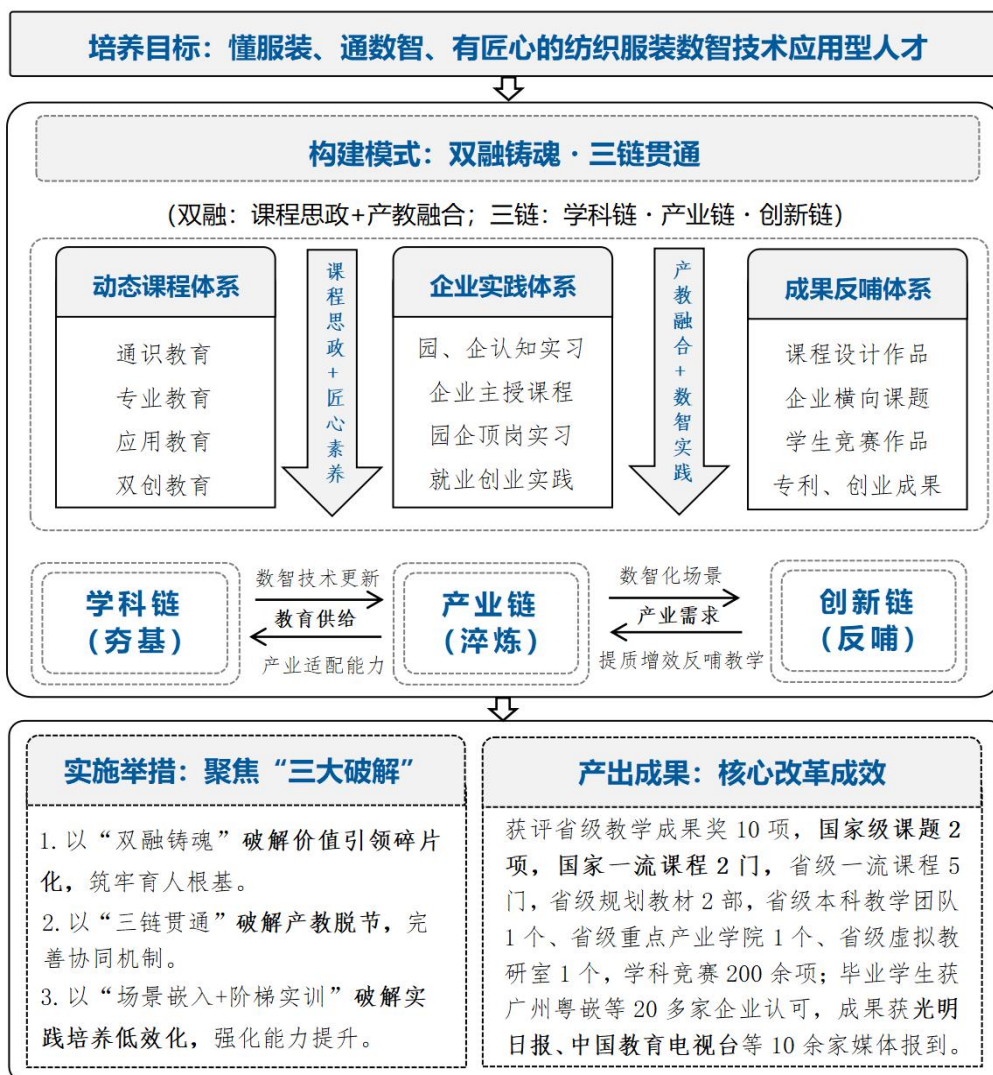 培养目标：懂服装、通数智、有匠心的纺织服装数智技术应用型人才
构建模式：双融铸魂·三链贯通
(双融：课程思政+产教融合；三链：学科链·产业链·创新链)
动态课程体系
通识教育
专业教育
应用教育
双创教育
课程思政+匠心素养
企业实践体系
园、企认知实习
企业主授课程
园企顶岗实习
就业创业实践
产教融合+数智实践
成果反哺体系
课程设计作品
企业横向课题
学生竞赛作品
专利、创业成果
学科链
(夯基)
数智技术更新
教育供给
产业适配能力
产业链
(淬炼)
数智化场景
产业需求
提质增效反哺教学
创新链
(反哺)
实施举措：聚焦“三大破解”
1. 以“双融铸魂”破解价值引领碎片
化，筑牢育人根基。
2. 以“三链贯通”破解产教脱节，完
善协同机制。
3. 以“场景嵌入+阶梯实训”破解实
践培养低效化，强化能力提升。
产出成果：核心改革成效
获评省级教学成果奖 10 项，国家级课题 2
项，国家一流课程 2 门，省级一流课程 5
门，省级规划教材 2 部，省级本科教学团队
1 个、省级重点产业学院 1 个、省级虚拟教
研室 1 个，学科竞赛 200 余项；毕业学生获
广州粤嵌等 20 多家企业认可，成果获光明
日报、中国教育电视台等 10 余家媒体报到。